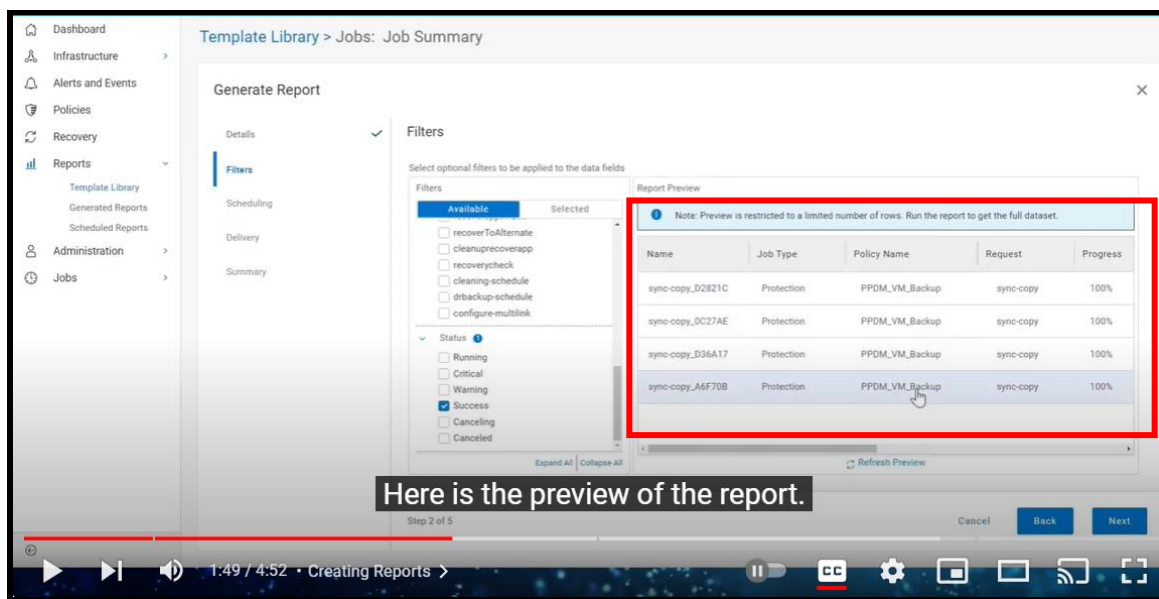 Dashboard
Infrastructure
Alerts and Events
Policies
Recovery
Reports
Template Library
Generated Reports
Scheduled Reports
Administration
Jobs
Template Library > Jobs: Job Summary
Generate Report
Details
Filters
Scheduling
Delivery
Summary
Filters
Select optional filters to be applied to the data fields
Filters
Available Selected
recoverToAlternate
cleanuprecoverapp
recoverycheck
cleaning-schedule
drbackup-schedule
configure-multilink
Status
Running
Critical
Warning
Success
Canceling
Canceled
Expand All Collapse All
Report Preview
Note: Preview is restricted to a limited number of rows. Run the report to get the full dataset.
Name Job Type Policy Name Request Progress
sync-copy_D2821C Protection PPDM_VM_Backup sync-copy 100%
sync-copy_0C27AE Protection PPDM_VM_Backup sync-copy 100%
sync-copy_D36A17 Protection PPDM_VM_Backup sync-copy 100%
sync-copy_A6F70B Protection PPDM_VM_Backup sync-copy 100%
Refresh Preview
Here is the preview of the report.
Step 2 of 5
Cancel Back Next
1:49 / 4:52 • Creating Reports >
CC